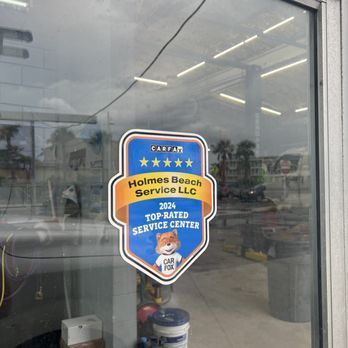 CARFAX
Holmes Beach
Service LLC
2024
TOP-RATED
SERVICE CENTER
CAR
FOX